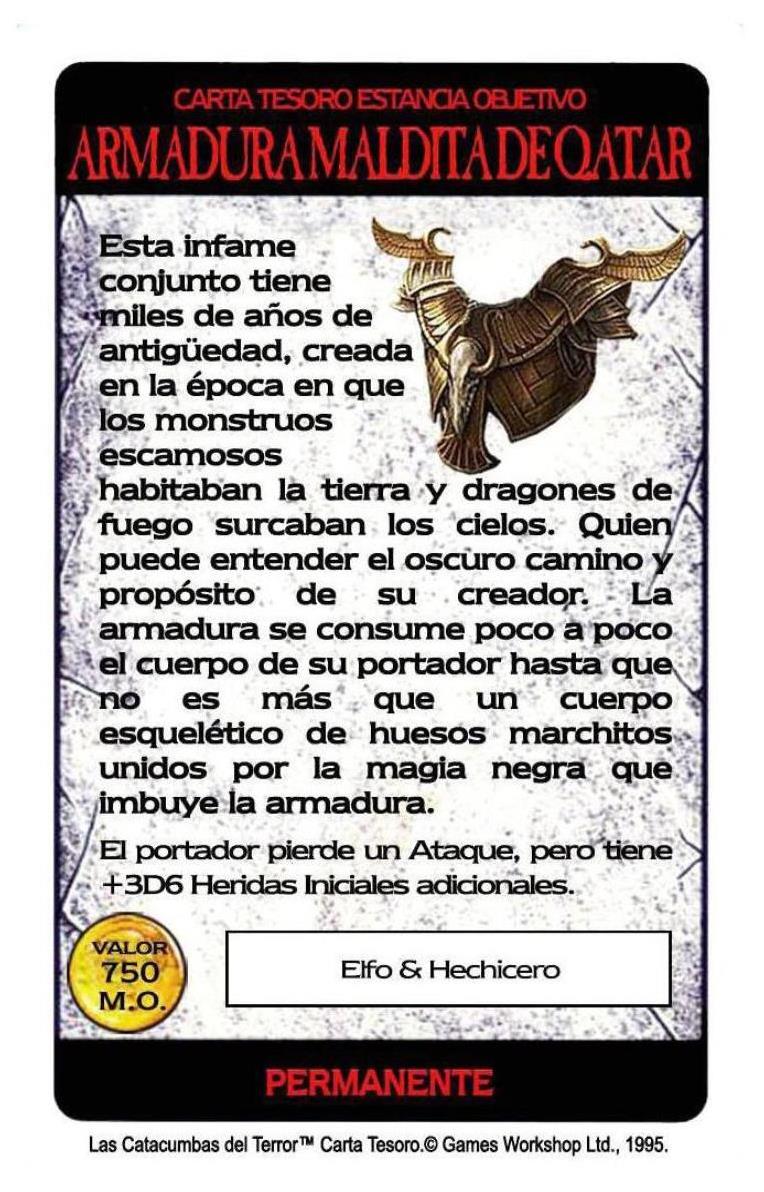 CARTA TESORO ESTANCIA OBJETIVO
ARMADURA MALDITA DE QATAR
Esta infame
conjunto tiene
miles de años de
antigüedad, creada
en la época en que
los monstruos
escamosos
habitaban la tierra y dragones de
fuego surcaban los cielos. Quien
puede entender el oscuro camino y
propósito de su creador. La
armadura se consume poco a poco
el cuerpo de su portador hasta que
no es más que un cuerpo
esquelético de huesos marchitos
unidos por la magia negra que
imbuye la armadura.
El portador pierde un Ataque, pero tiene
+3D6 Heridas Iniciales adicionales.
VALOR
750
M.O.
Elfo & Hechicero
PERMANENTE
Las Catacumbas del Terror™ Carta Tesoro.© Games Workshop Ltd., 1995.